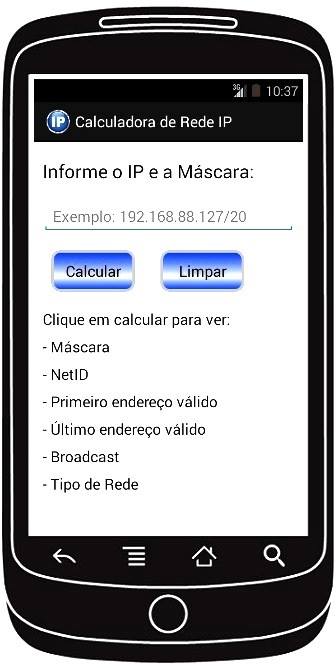 3G 10:37
IP Calculadora de Rede IP
Informe o IP e a Máscara:
Exemplo: 192.168.88.127/20
Calcular Limpar
Clique em calcular para ver:
- Máscara
- NetID
- Primeiro endereço válido
- Último endereço válido
- Broadcast
- Tipo de Rede